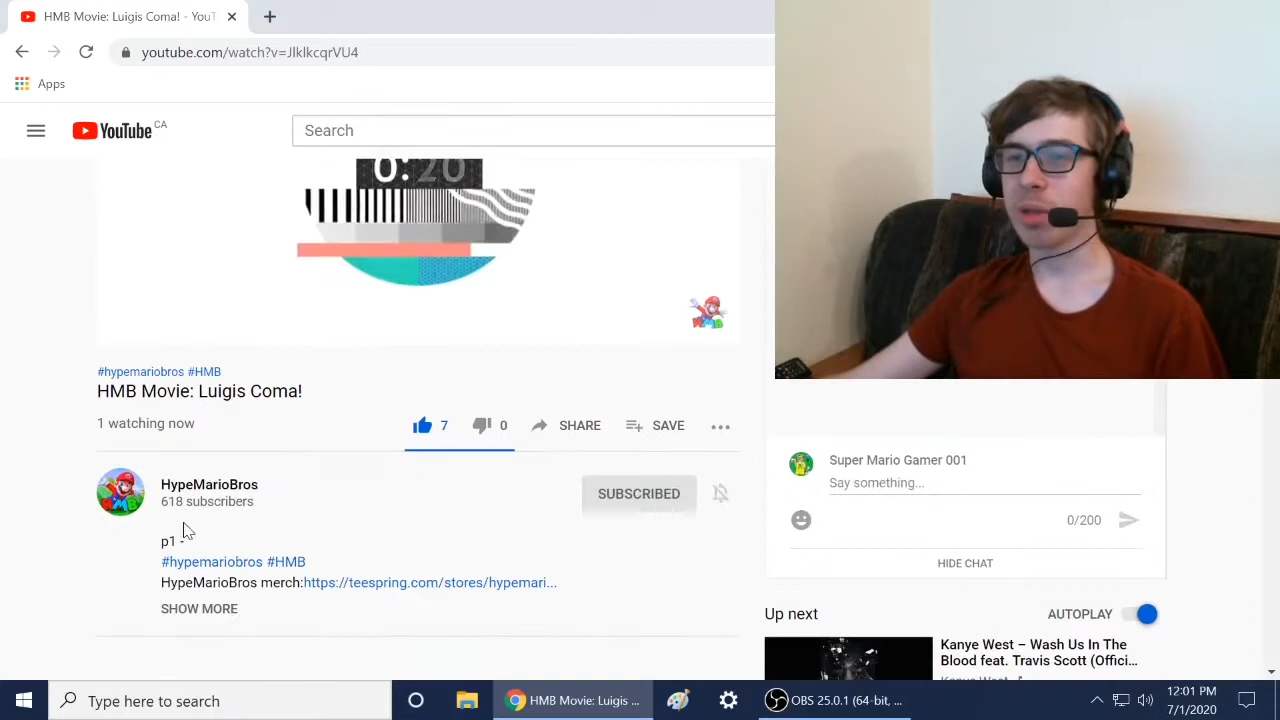 HMB Movie: Luigis Coma! - YouT
youtube.com/watch?v=JlklkcqrVU4
Apps
YouTube CA
Search
0:20
HMB
#hypemariobros #HMB
HMB Movie: Luigis Coma!
1 watching now
7
0
SHARE
SAVE
HypeMarioBros
618 subscribers
SUBSCRIBED
p1 -
#hypemariobros #HMB
HypeMarioBros merch:https://teespring.com/stores/hypemari...
SHOW MORE
Super Mario Gamer 001
Say something...
0/200
HIDE CHAT
Up next
AUTOPLAY
Kanye West – Wash Us In The
Blood feat. Travis Scott (Offici...
Kanye West
Type here to search
HMB Movie: Luigis ...
OBS 25.0.1 (64-bit, ...
12:01 PM
7/1/2020